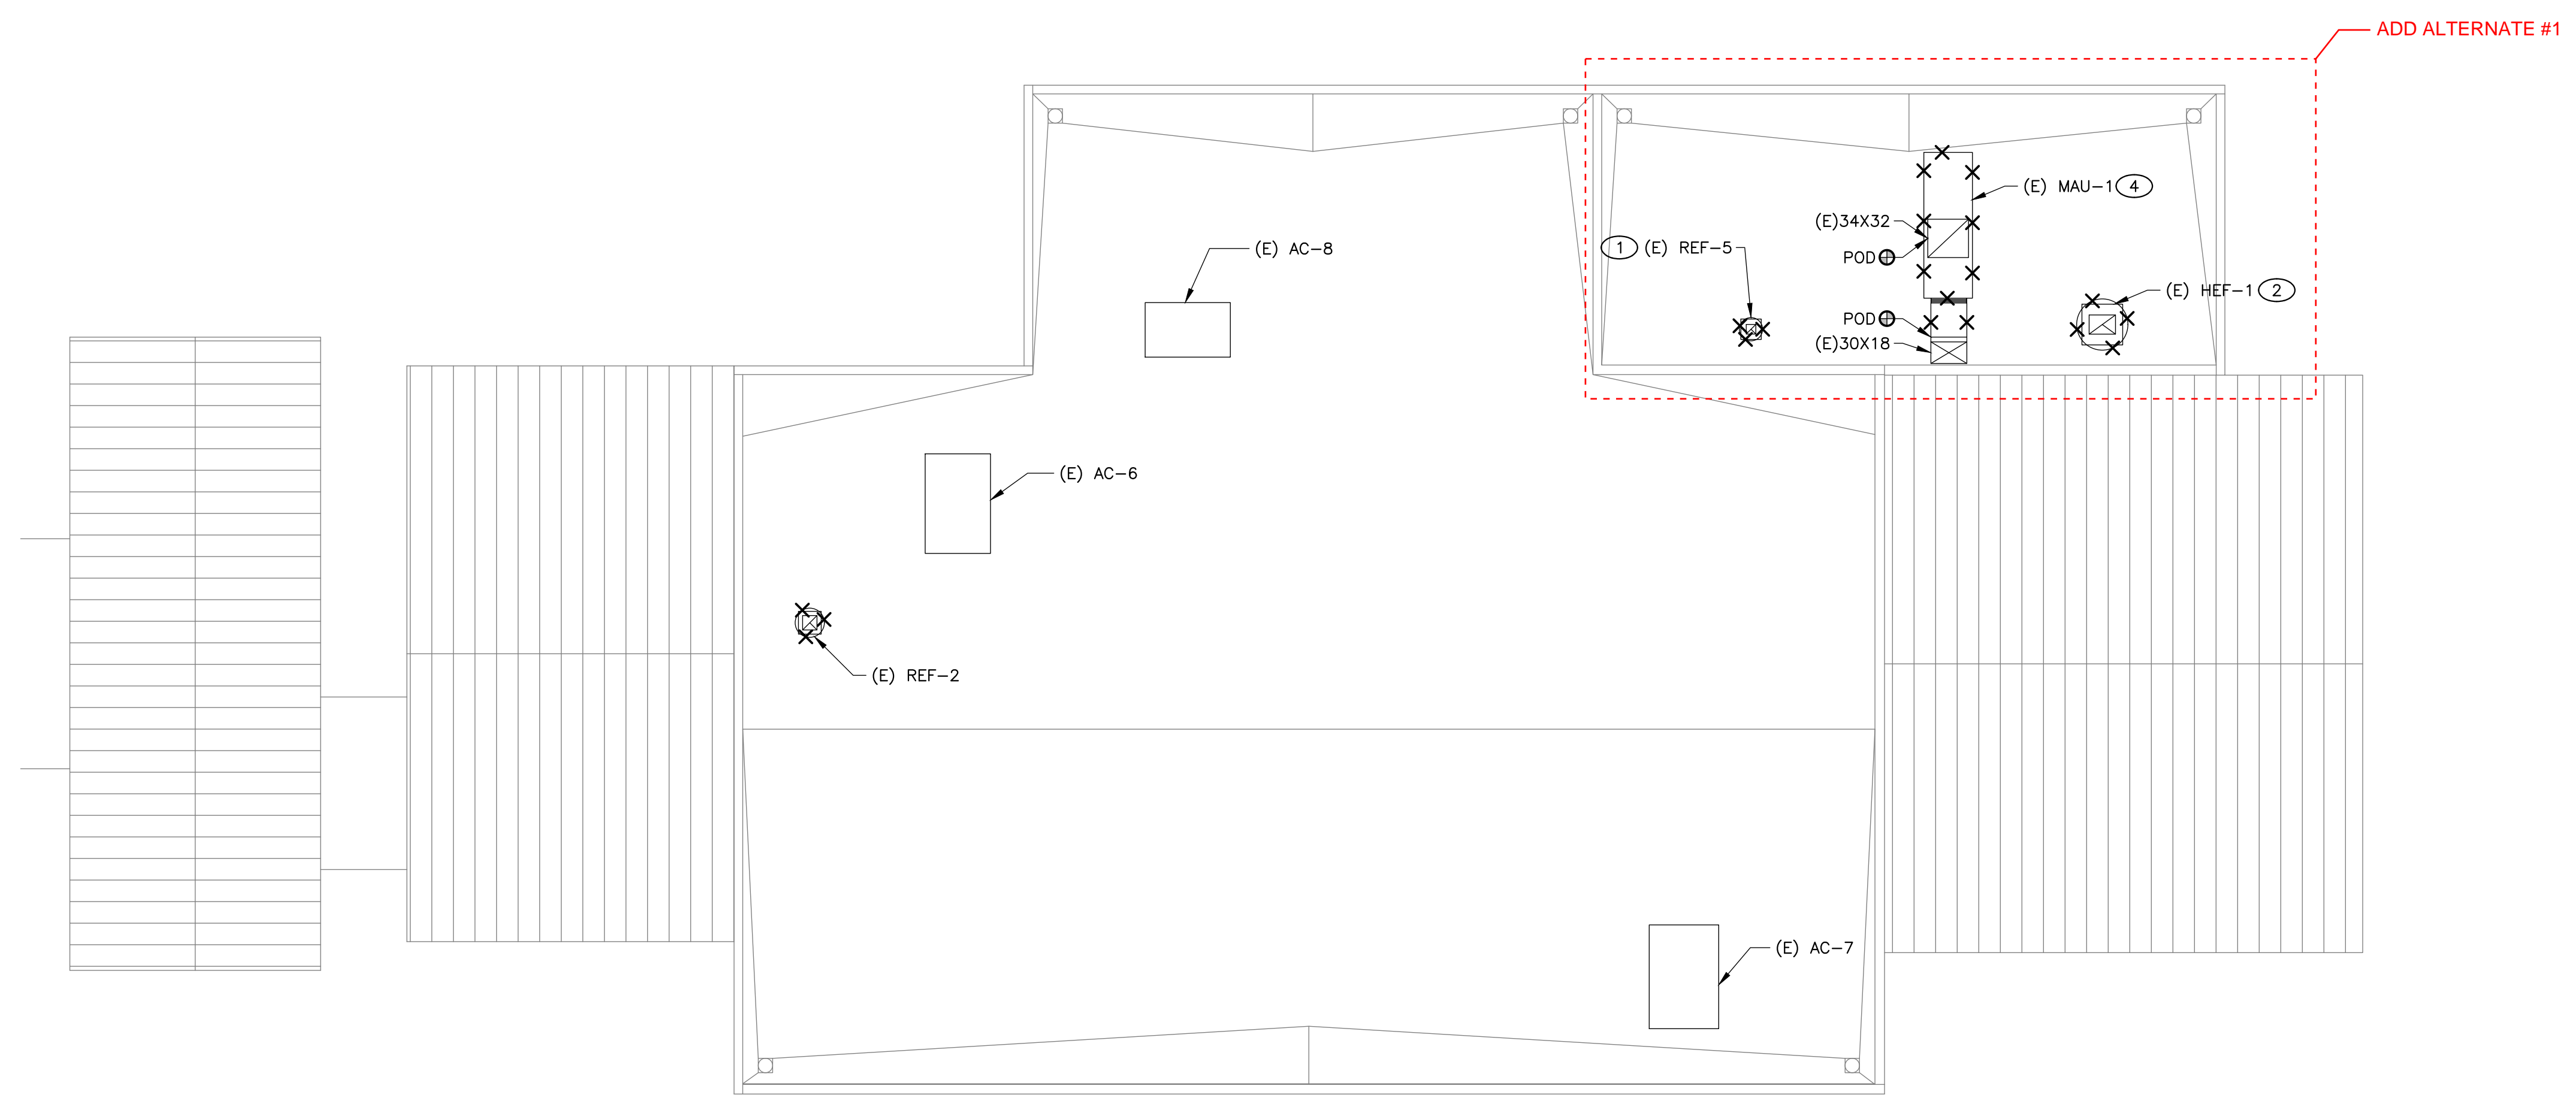 ADD ALTERNATE #1
(E) MAU-1 4
(E)34X32
1 (E) REF-5
(E) AC-8
POD
(E) HEF-1 2
POD
(E)30X18
(E) AC-6
(E) REF-2
(E) AC-7